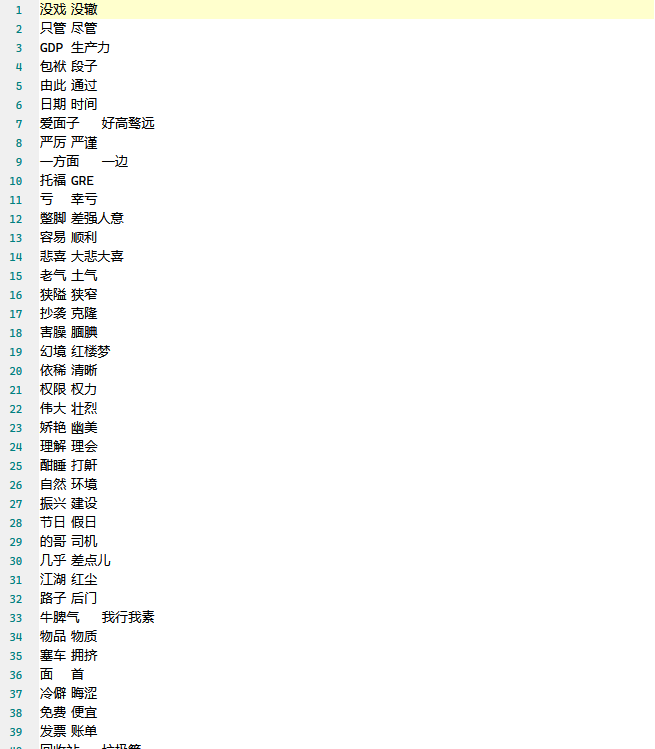 1 没戏 没辙
2 只管 尽管
3 GDP 生产力
4 包袱 段子
5 由此 通过
6 日期 时间
7 爱面子 好高骛远
8 严厉 严谨
9 一方面 一边
10 托福 GRE
11 亏 幸亏
12 蹩脚 差强人意
13 容易 顺利
14 悲喜 大悲大喜
15 老气 土气
16 狭隘 狭窄
17 抄袭 克隆
18 害臊 腼腆
19 幻境 红楼梦
20 依稀 清晰
21 权限 权力
22 伟大 壮烈
23 娇艳 幽美
24 理解 理会
25 酣睡 打鼾
26 自然 环境
27 振兴 建设
28 节日 假日
29 的哥 司机
30 几乎 差点儿
31 江湖 红尘
32 路子 后门
33 牛脾气 我行我素
34 物品 物质
35 塞车 拥挤
36 面 首
37 冷僻 晦涩
38 免费 便宜
39 发票 账单